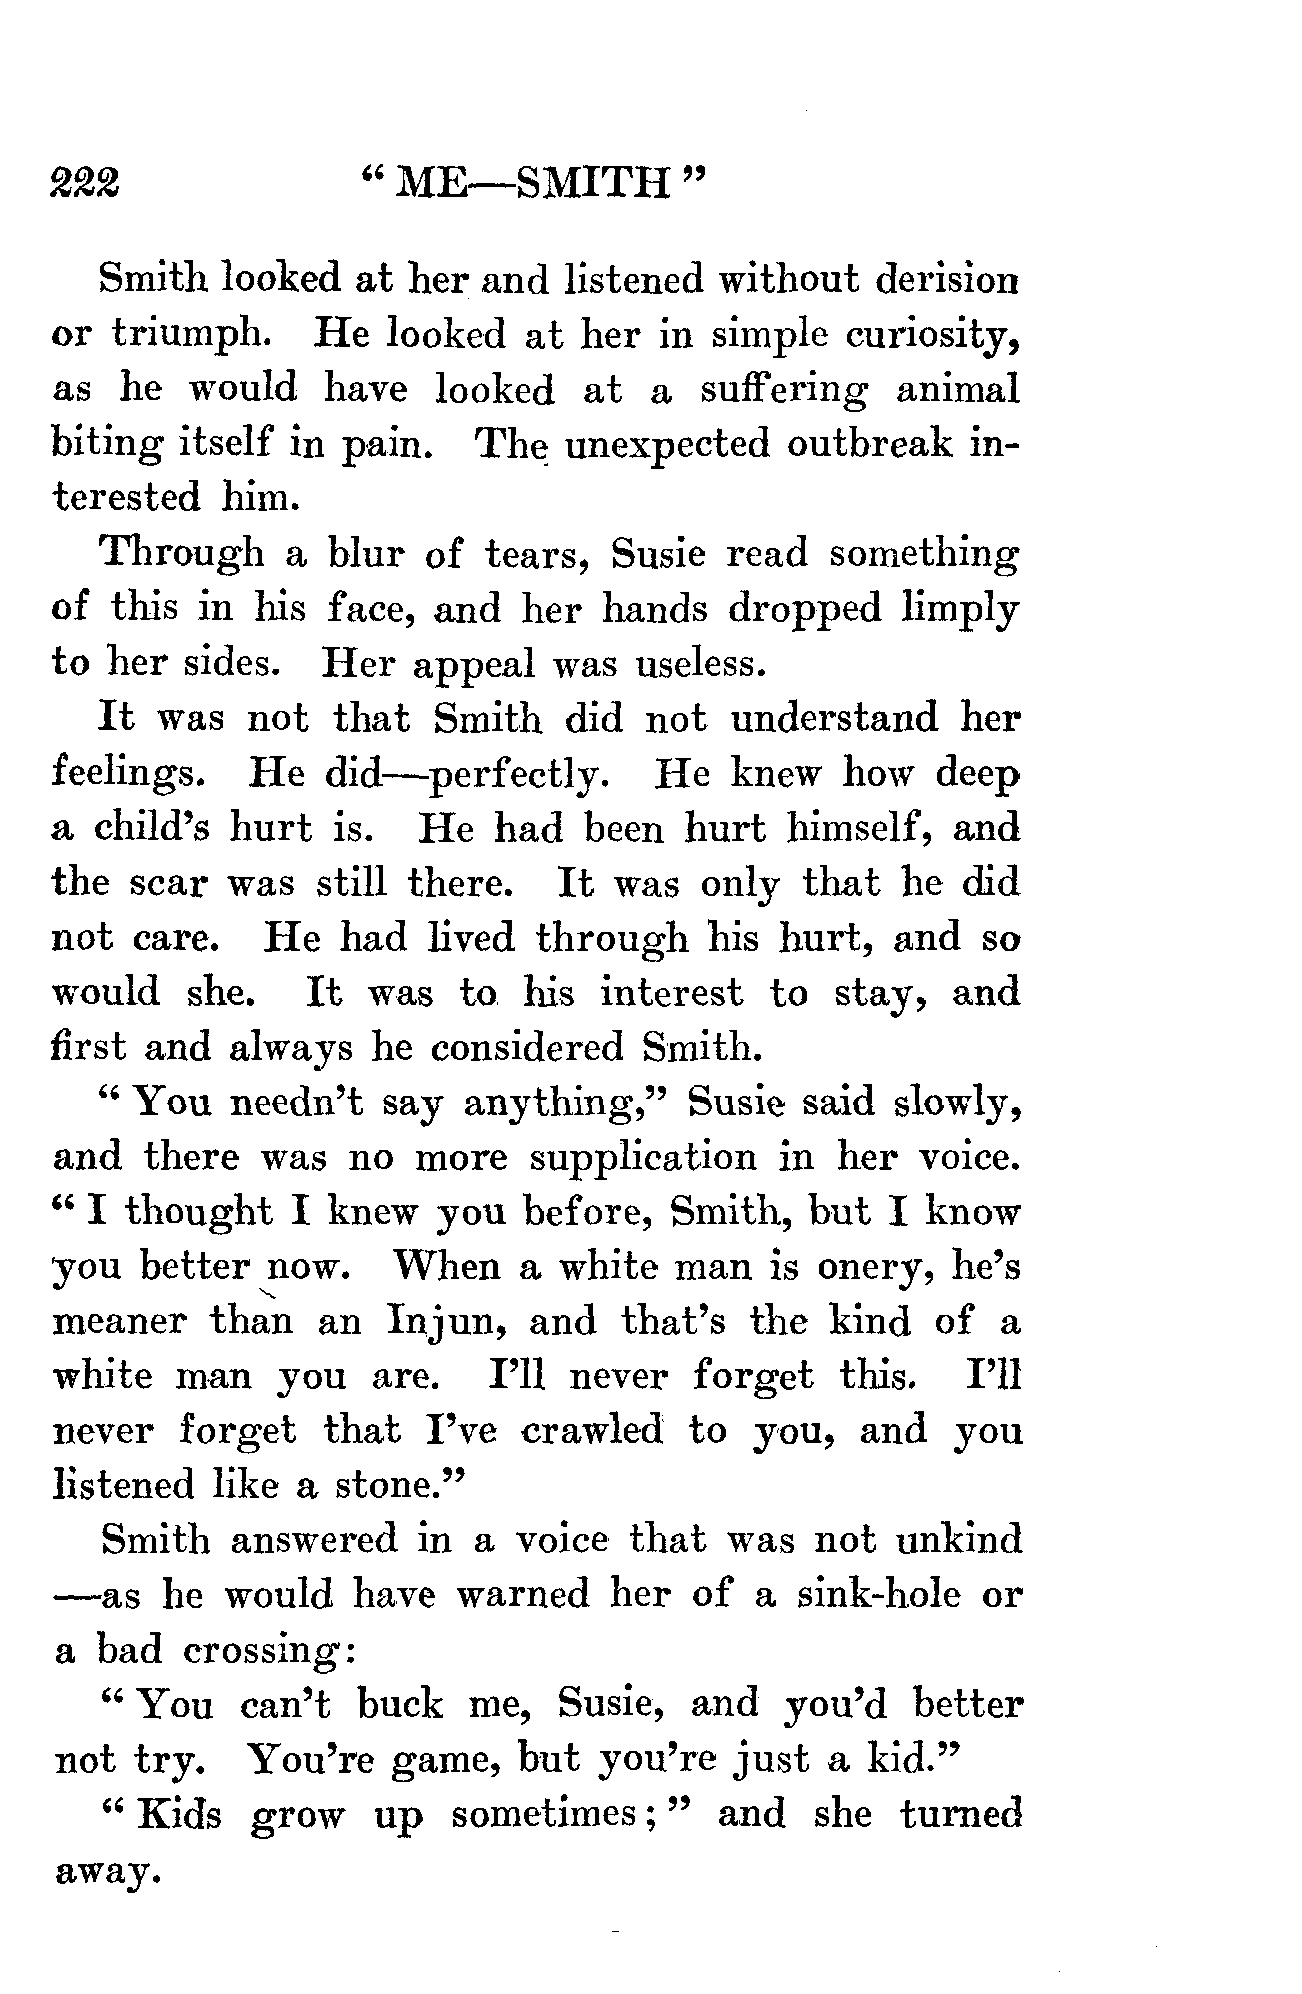 222 " ME—SMITH "
Smith looked at her and listened without derision
or triumph. He looked at her in simple curiosity,
as he would have looked at a suffering animal
biting itself in pain. The unexpected outbreak in-
terested him.
Through a blur of tears, Susie read something
of this in his face, and her hands dropped limply
to her sides. Her appeal was useless.
It was not that Smith did not understand her
feelings. He did—perfectly. He knew how deep
a child's hurt is. He had been hurt himself, and
the scar was still there. It was only that he did
not care. He had lived through his hurt, and so
would she. It was to his interest to stay, and
first and always he considered Smith.
" You needn't say anything," Susie said slowly,
and there was no more supplication in her voice.
" I thought I knew you before, Smith, but I know
you better now. When a white man is onery, he's
meaner than an Injun, and that's the kind of a
white man you are. I'll never forget this. I'll
never forget that I've crawled to you, and you
listened like a stone."
Smith answered in a voice that was not unkind
—as he would have warned her of a sink-hole or
a bad crossing:
" You can't buck me, Susie, and you'd better
not try. You're game, but you're just a kid."
" Kids grow up sometimes ; " and she turned
away.